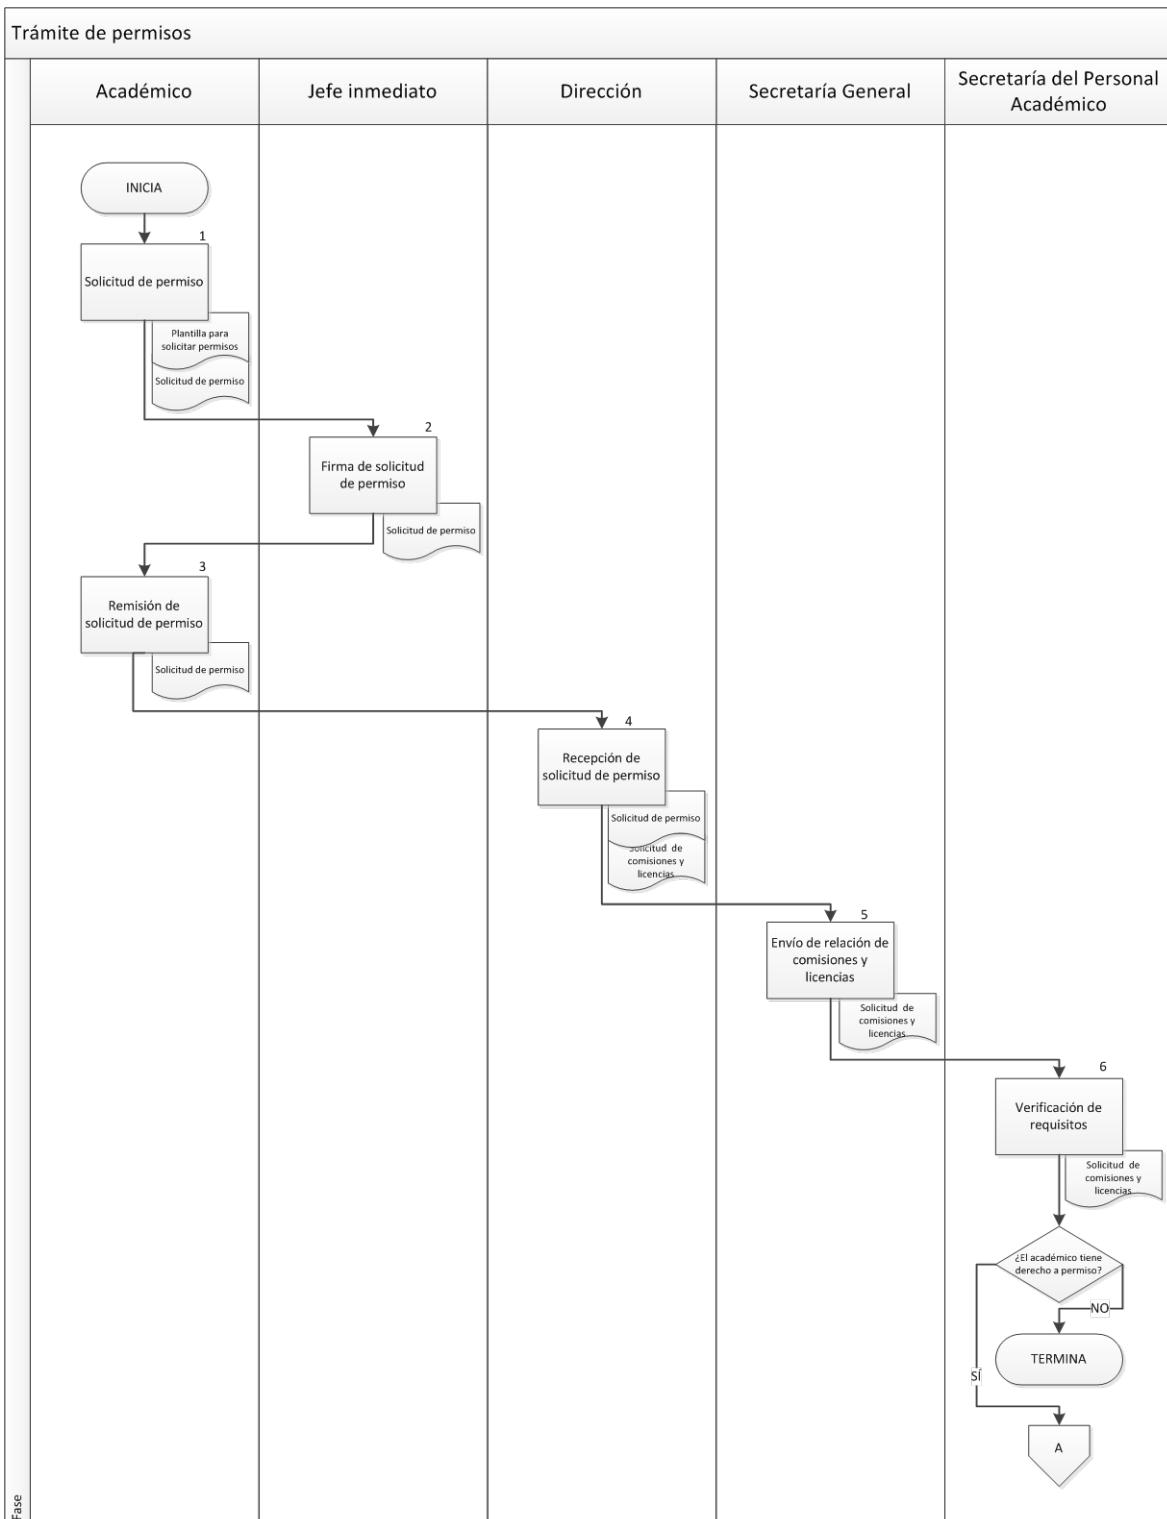 Trámite de permisos
Académico
Jefe inmediato
Dirección
Secretaría General
Secretaría del Personal
Académico
INICIA
1
Solicitud de permiso
Plantilla para
solicitar permisos
Solicitud de permiso
2
Firma de solicitud
de permiso
Solicitud de permiso
3
Remisión de
solicitud de permiso
Solicitud de permiso
4
Recepción de
solicitud de permiso
Solicitud de permiso
Solicitud de
comisiones y
licencias
5
Envío de relación de
comisiones y
licencias
Solicitud de
comisiones y
licencias
6
Verificación de
requisitos
Solicitud de
comisiones y
licencias
¿El académico tiene
derecho a permiso?
NO
TERMINA
SÍ
A
Fase